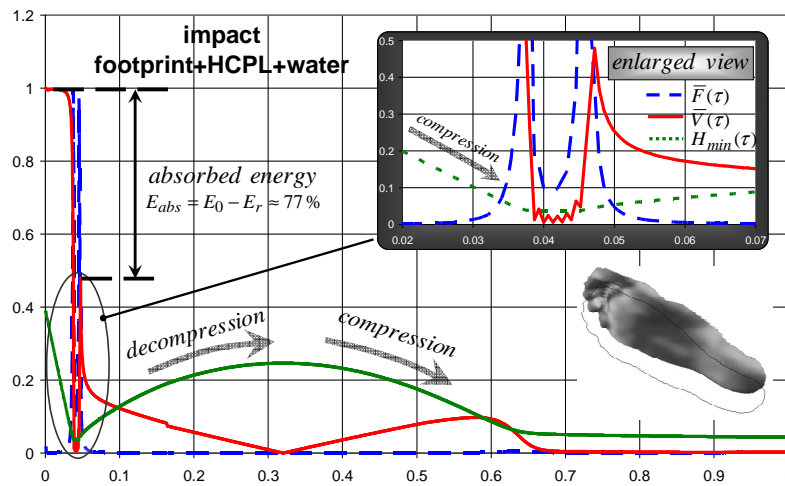 impact
footprint+HCPL+water
absorbed energy
E_abs = E_0 − E_r ≈ 77 %
decompression
compression
enlarged view
F̅(τ)
V̅(τ)
H_min(τ)
compression
0.5
0.4
0.3
0.2
0.1
0
0.02 0.03 0.04 0.05 0.06 0.07
1.2
1
0.8
0.6
0.4
0.2
0
0 0.1 0.2 0.3 0.4 0.5 0.6 0.7 0.8 0.9